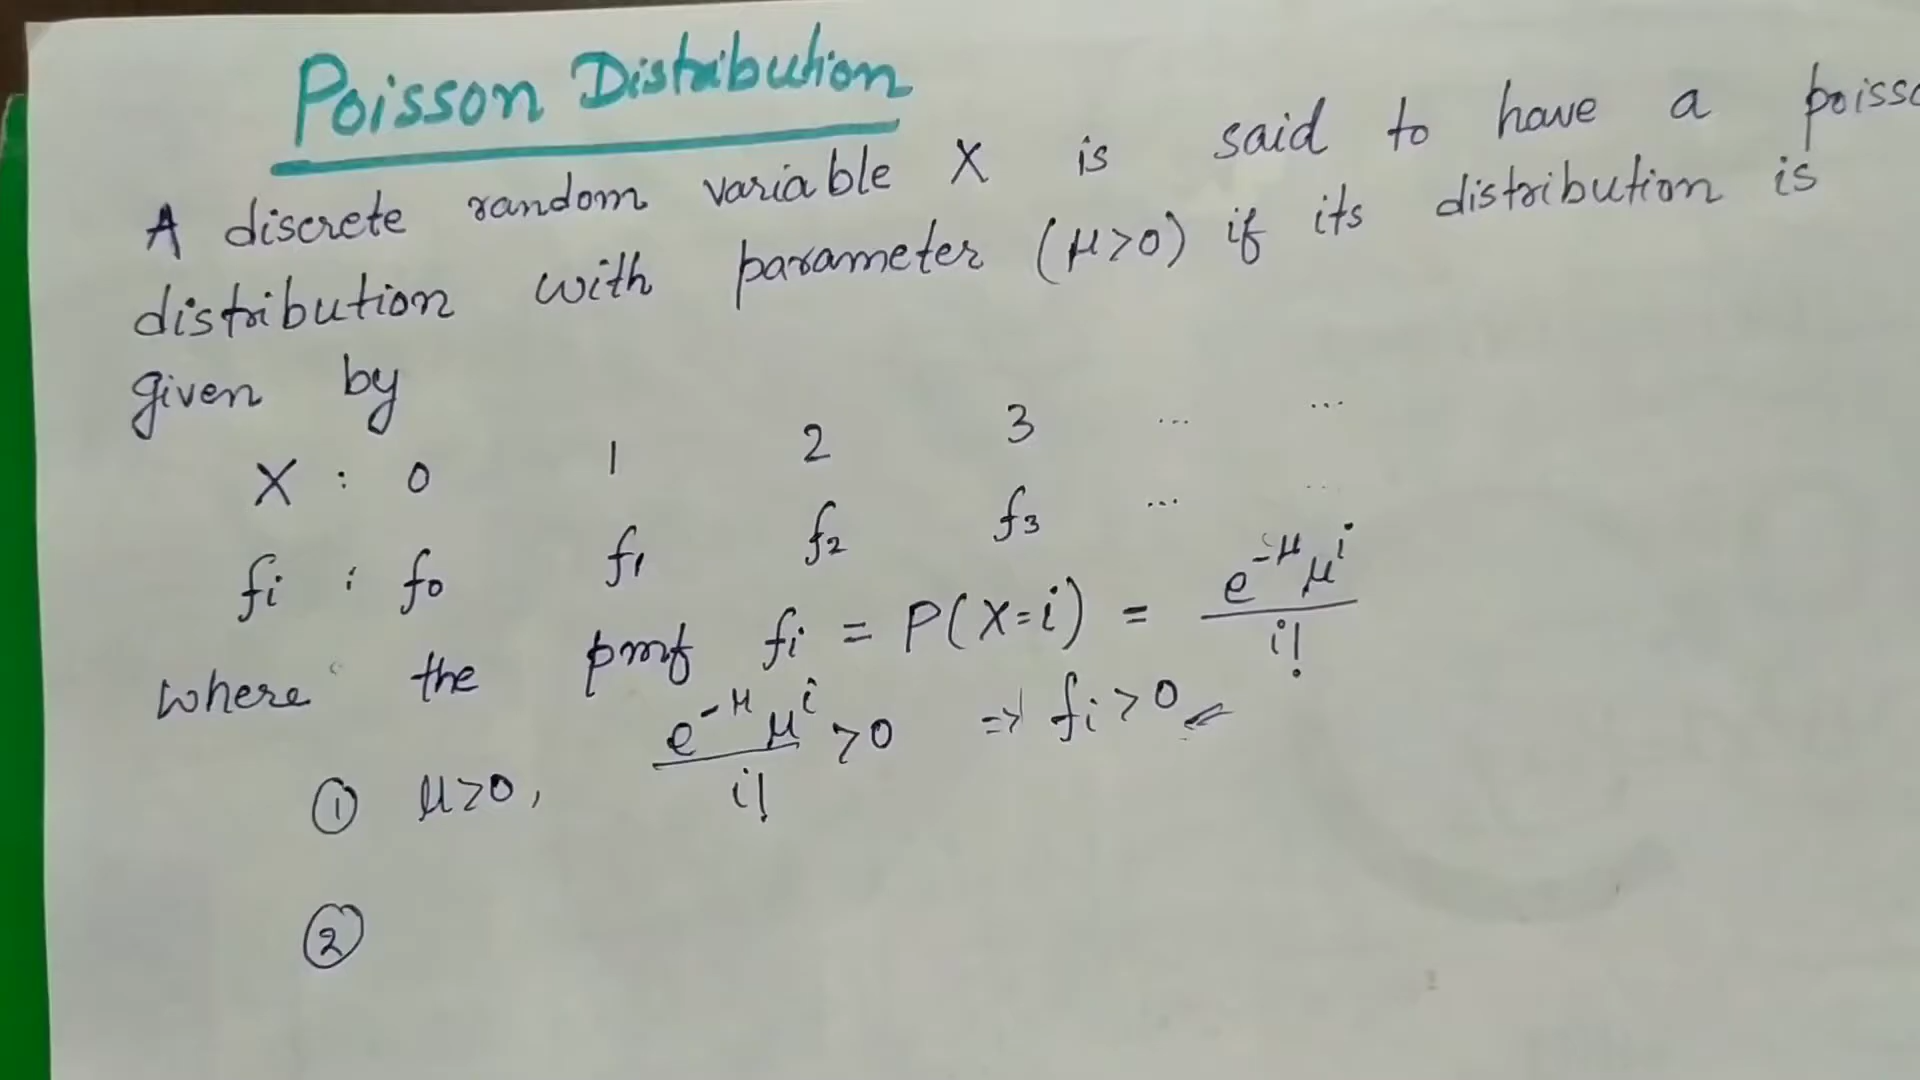 Poisson Distribution
A discrete random variable X is said to have a poisso
distribution with parameter (μ>0) if its distribution is
given by
X : 0 1 2 3 ... ...
fi : f0 f1 f2 f3 ... ...
where the pmf fi = P(X=i) = e^-μ μ^i / i!
① μ>0, e^-μ μ^i / i! >0 => fi>0
②